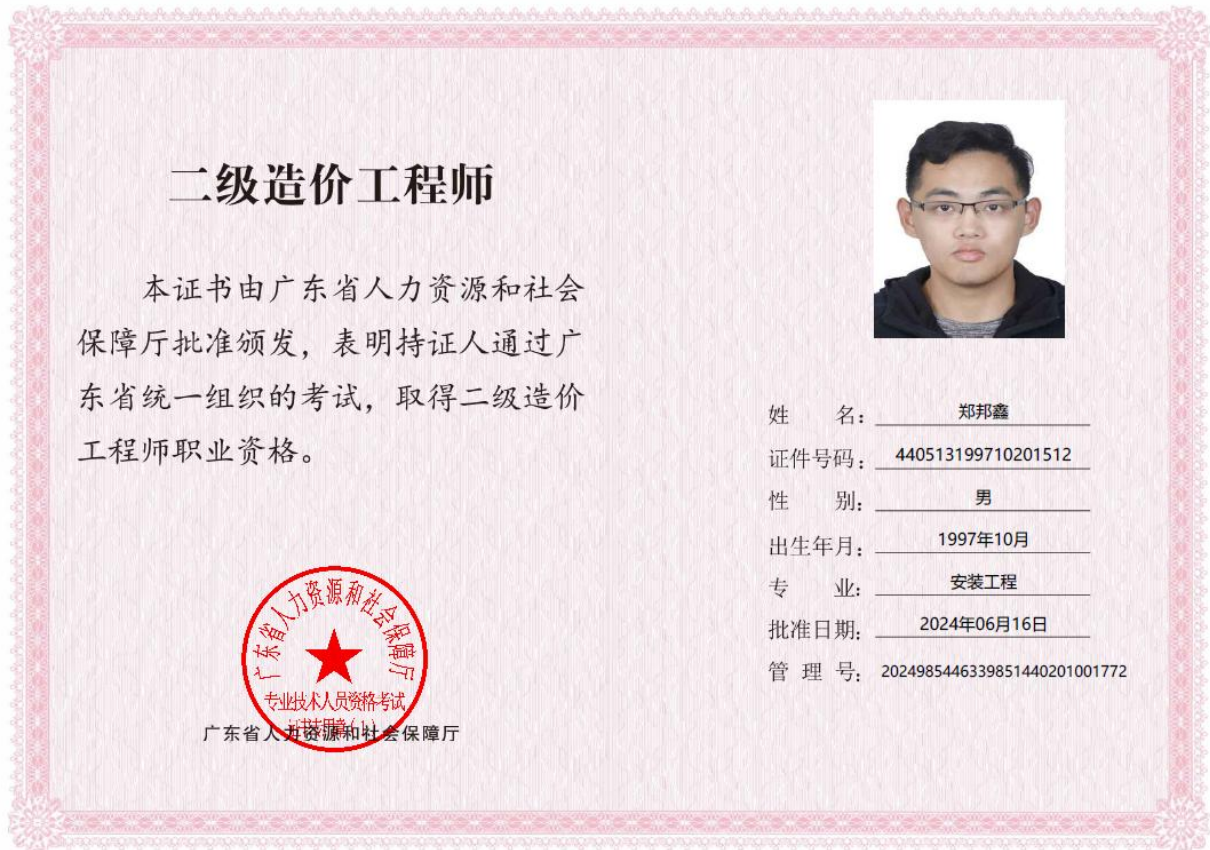 二级造价工程师
本证书由广东省人力资源和社会
保障厅批准颁发，表明持证人通过广
东省统一组织的考试，取得二级造价
工程师职业资格。
姓 名： 郑邦鑫
证件号码： 440513199710201512
性 别： 男
出生年月： 1997年10月
专 业： 安装工程
批准日期： 2024年06月16日
管 理 号： 20249854463398514402010017​72
广东省人力资源和社会保障厅
专业技术人员资格考试
证书专用章（1）
广东省人力资源和社会保障厅